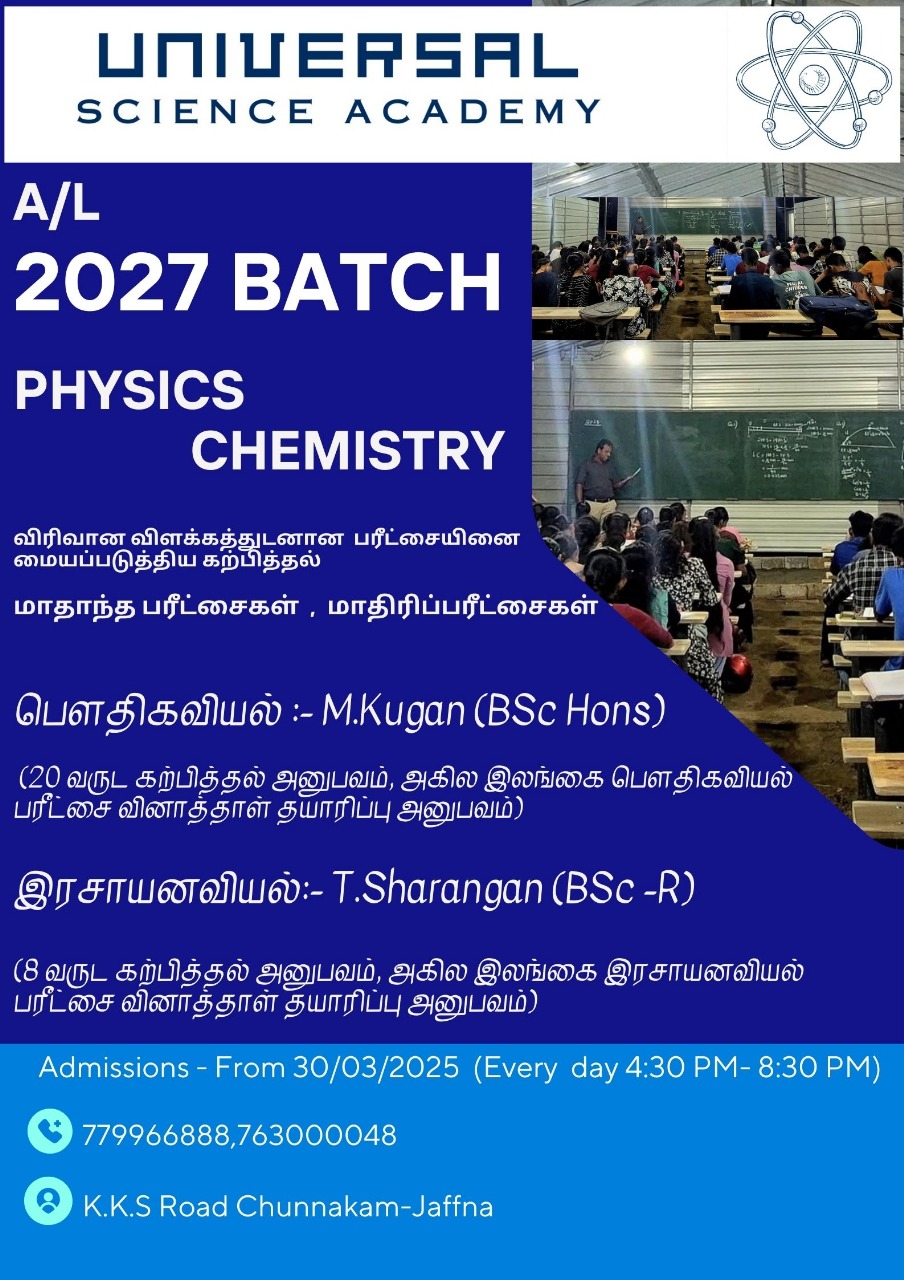 UNIVERSAL
SCIENCE ACADEMY
A/L
2027 BATCH
PHYSICS
CHEMISTRY
விரிவான விளக்கத்துடனான பரீட்சையினை
மையப்படுத்திய கற்பித்தல்
மாதாந்த பரீட்சைகள் , மாதிரிப்பரீட்சைகள்
பௌதிகவியல் :- M.Kugan (BSc Hons)
(20 வருட கற்பித்தல் அனுபவம், அகில இலங்கை பௌதிகவியல்
பரீட்சை வினாத்தாள் தயாரிப்பு அனுபவம்)
இரசாயனவியல்:- T.Sharangan (BSc -R)
(8 வருட கற்பித்தல் அனுபவம், அகில இலங்கை இரசாயனவியல்
பரீட்சை வினாத்தாள் தயாரிப்பு அனுபவம்)
Admissions - From 30/03/2025 (Every day 4:30 PM- 8:30 PM)
779966888,763000048
K.K.S Road Chunnakam-Jaffna